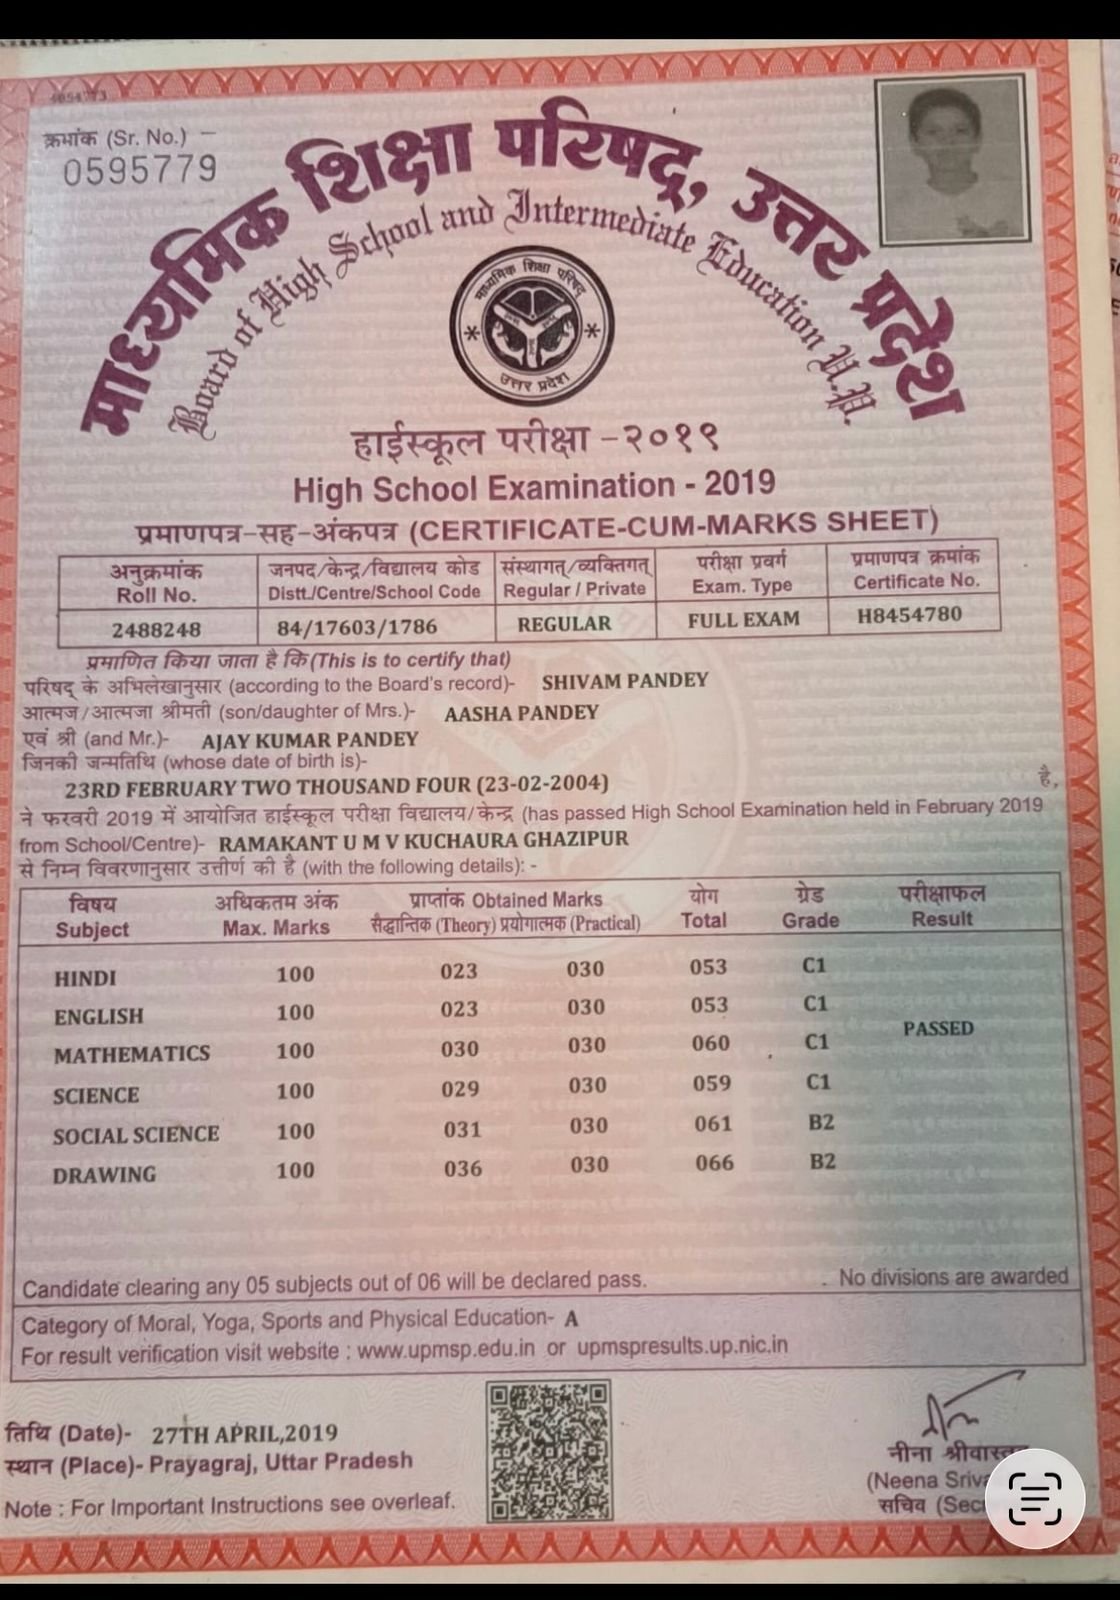 क्रमांक (Sr. No.) –
0595779
माध्यमिक शिक्षा परिषद्, उत्तर प्रदेश
Board of High School and Intermediate Education U.P.
माध्यमिक शिक्षा परिषद
उत्तर प्रदेश
हाईस्कूल परीक्षा -२०१९
High School Examination - 2019
प्रमाणपत्र-सह-अंकपत्र (CERTIFICATE-CUM-MARKS SHEET)
अनुक्रमांक जनपद/केन्द्र/विद्यालय कोड संस्थागत्/व्यक्तिगत् परीक्षा प्रवर्ग प्रमाणपत्र क्रमांक
Roll No. Distt./Centre/School Code Regular / Private Exam. Type Certificate No.
2488248 84/17603/1786 REGULAR FULL EXAM H8454780
प्रमाणित किया जाता है कि (This is to certify that)
परिषद् के अभिलेखानुसार (according to the Board's record)- SHIVAM PANDEY
आत्मज/आत्मजा श्रीमती (son/daughter of Mrs.)- AASHA PANDEY
एवं श्री (and Mr.)- AJAY KUMAR PANDEY
जिनकी जन्मतिथि (whose date of birth is)-
23RD FEBRUARY TWO THOUSAND FOUR (23-02-2004) है,
ने फरवरी 2019 में आयोजित हाईस्कूल परीक्षा विद्यालय/केन्द्र (has passed High School Examination held in February 2019
from School/Centre)- RAMAKANT U M V KUCHAURA GHAZIPUR
से निम्न विवरणानुसार उत्तीर्ण की है (with the following details): -
विषय अधिकतम अंक प्राप्तांक Obtained Marks योग ग्रेड परीक्षाफल
Subject Max. Marks सैद्धान्तिक (Theory) प्रयोगात्मक (Practical) Total Grade Result
HINDI 100 023 030 053 C1
ENGLISH 100 023 030 053 C1
PASSED
MATHEMATICS 100 030 030 060 C1
SCIENCE 100 029 030 059 C1
SOCIAL SCIENCE 100 031 030 061 B2
DRAWING 100 036 030 066 B2
Candidate clearing any 05 subjects out of 06 will be declared pass. No divisions are awarded
Category of Moral, Yoga, Sports and Physical Education- A
For result verification visit website : www.upmsp.edu.in or upmspresults.up.nic.in
तिथि (Date)- 27TH APRIL,2019
स्थान (Place)- Prayagraj, Uttar Pradesh
Note : For Important Instructions see overleaf.
नीना
(Neena
सचिव